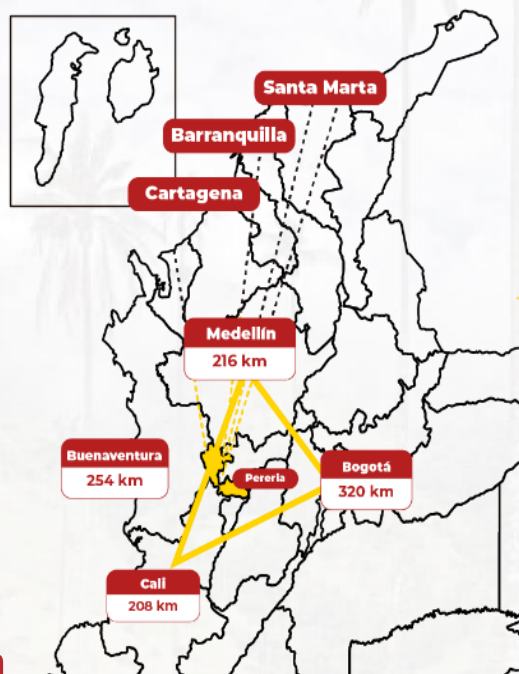 Santa Marta
Barranquilla
Cartagena
Medellín
216 km
Buenaventura
254 km
Pereria
Bogotá
320 km
Cali
208 km